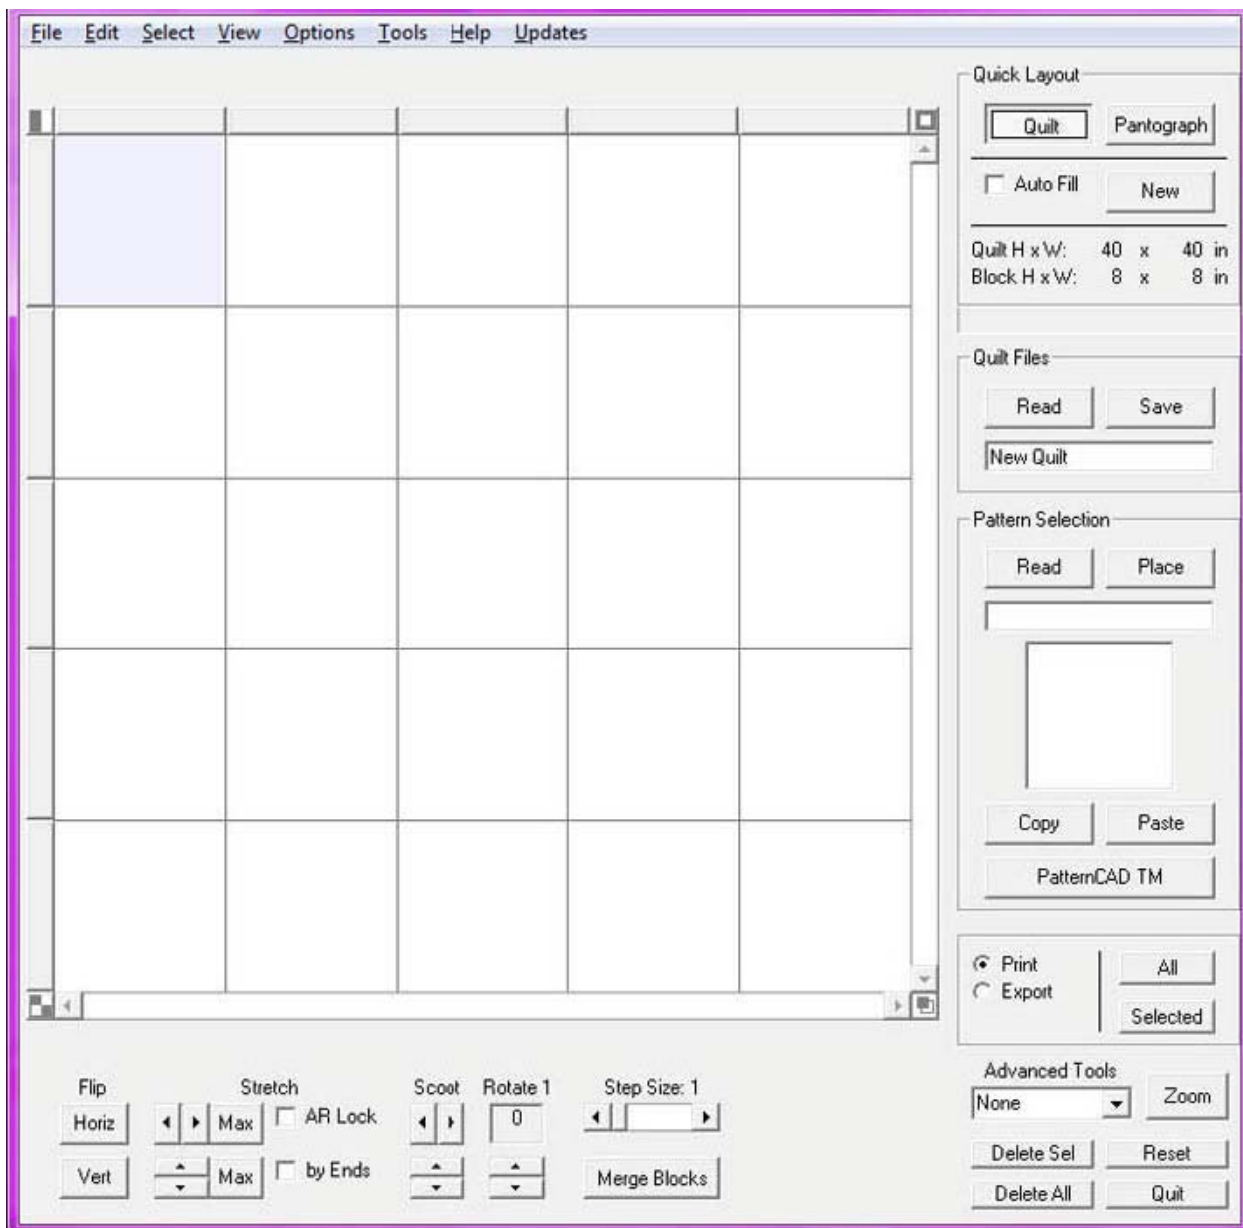 File Edit Select View Options Tools Help Updates
Quick Layout
Quilt Pantograph
Auto Fill New
Quilt H x W: 40 x 40 in
Block H x W: 8 x 8 in
Quilt Files
Read Save
New Quilt
Pattern Selection
Read Place
Copy Paste
PatternCAD TM
Print All
Export
Selected
Flip Stretch Scoot Rotate 1 Step Size: 1
Horiz Max AR Lock 0
Vert Max by Ends Merge Blocks
Advanced Tools
None Zoom
Delete Sel Reset
Delete All Quit